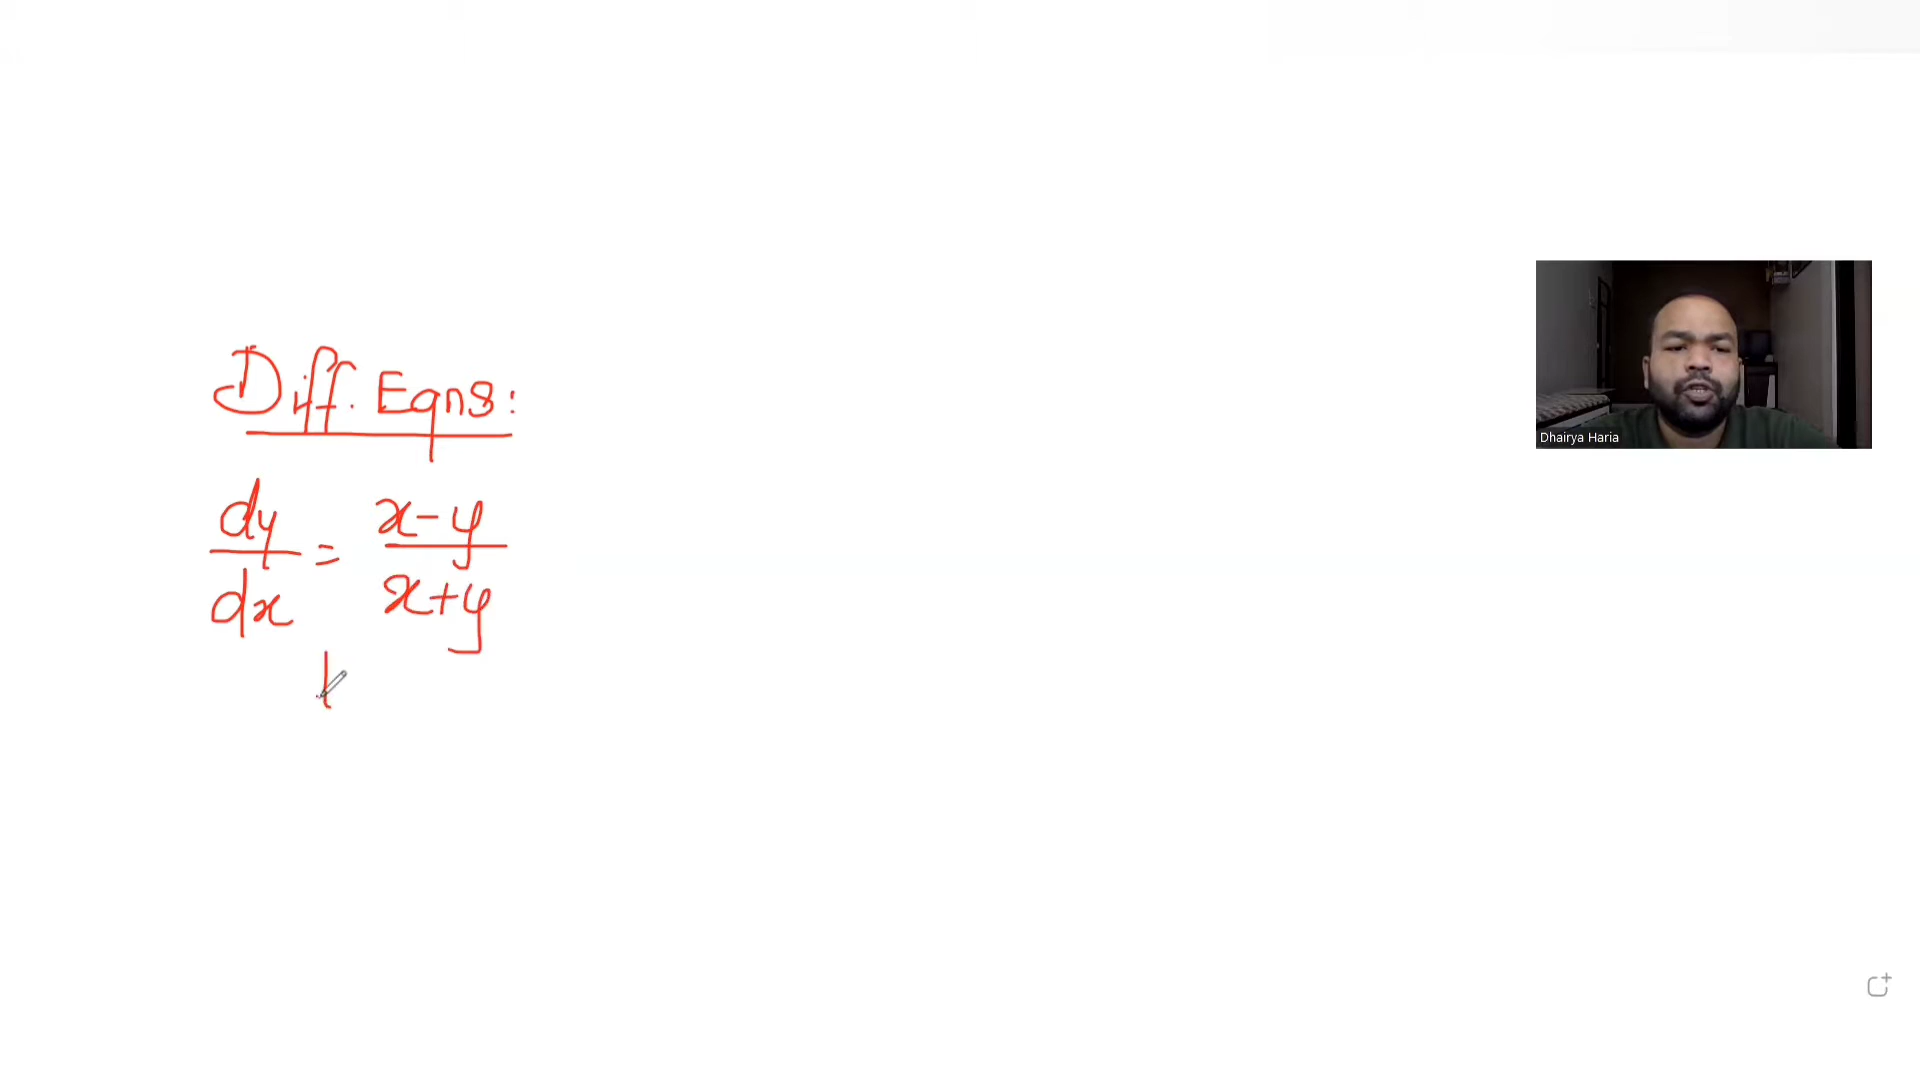 Diff. Eqns:
dy/dx = x-y/x+y
Dhairya Haria